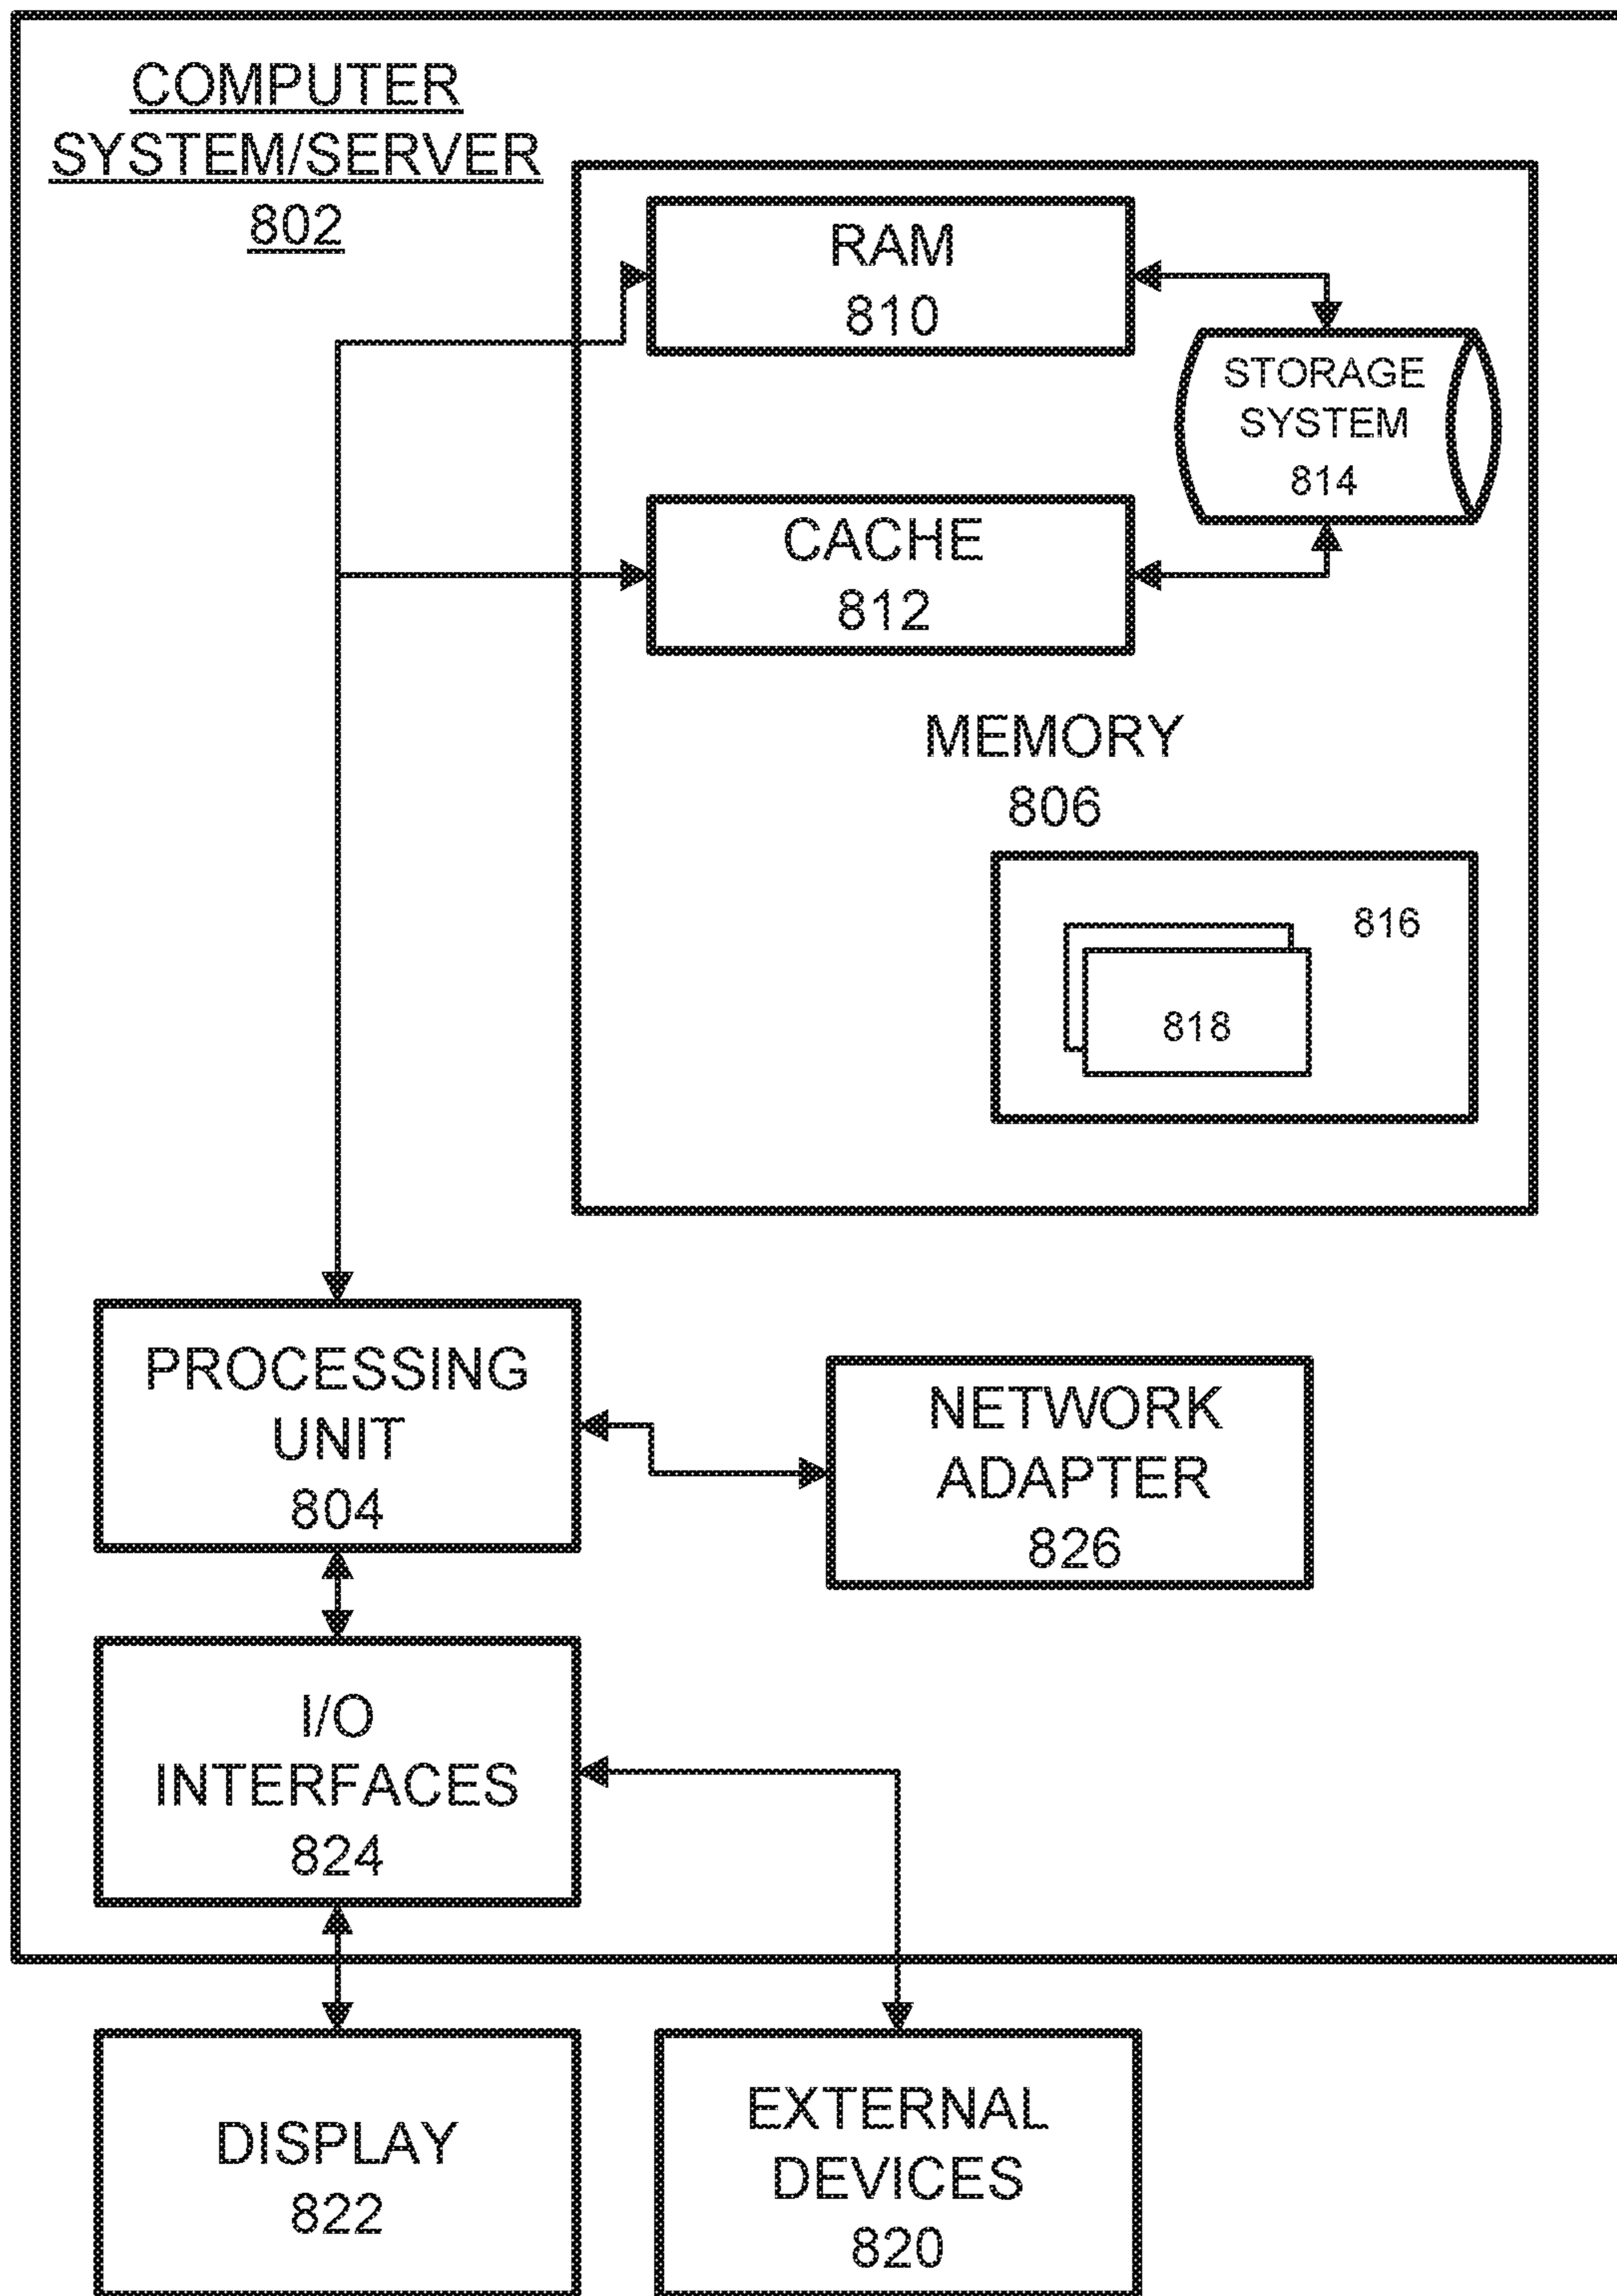 COMPUTER
SYSTEM/SERVER
802
RAM
810
STORAGE
SYSTEM
814
CACHE
812
MEMORY
806
816
818
PROCESSING
UNIT
804
NETWORK
ADAPTER
826
I/O
INTERFACES
824
DISPLAY
822
EXTERNAL
DEVICES
820